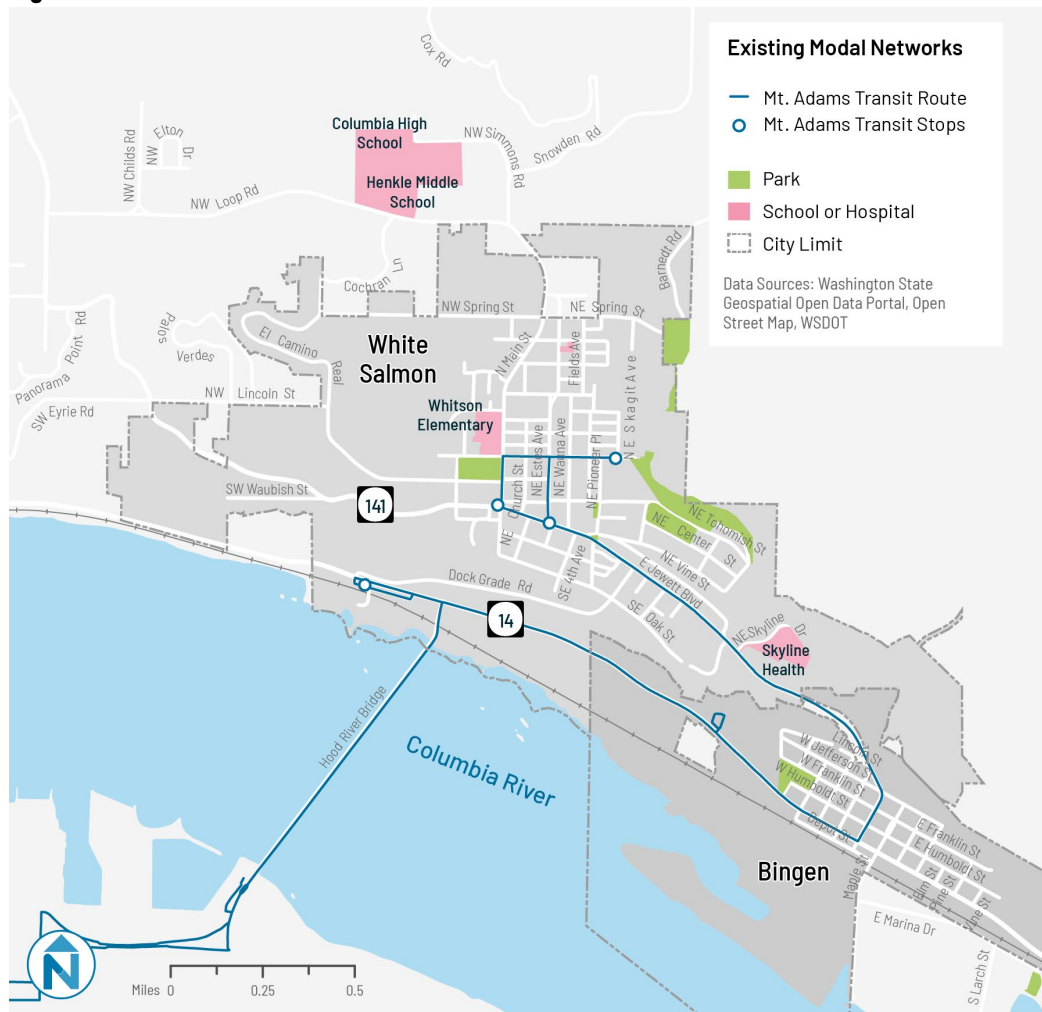 Existing Modal Networks
Mt. Adams Transit Route
Mt. Adams Transit Stops
Park
School or Hospital
City Limit
Data Sources: Washington State
Geospatial Open Data Portal, Open
Street Map, WSDOT
Cox Rd
Columbia High
School
NW Simmons Rd
Snowden Rd
NW Childs Rd
NW Elton Dr
Henkle Middle
School
NW Loop Rd
Barnedt Rd
Cochran Ln
NW Spring St
NE Spring St
El Camino Real
White
Salmon
N Main St
Fields Ave
NE Skagit Ave
Panorama Point Rd
Palos
Verdes
NW Lincoln St
SW Eyrie Rd
Whitson
Elementary
NE Church St
NE Estes Ave
NE Wauna Ave
NE Pioneer Pl
SW Waubish St
141
NE Tohomish St
NE Center St
NE Vine St
E Jewett Blvd
SE 4th Ave
Dock Grade Rd
SE Oak St
14
NE Skyline Dr
Skyline
Health
Hood River Bridge
Columbia River
Lincoln St
W Jefferson St
W Franklin St
W Humboldt St
Depot St
E Franklin St
E Humboldt St
Bingen
Maple St
Elm St
Pine St
E Marina Dr
S Larch St
N
Miles 0 0.25 0.5